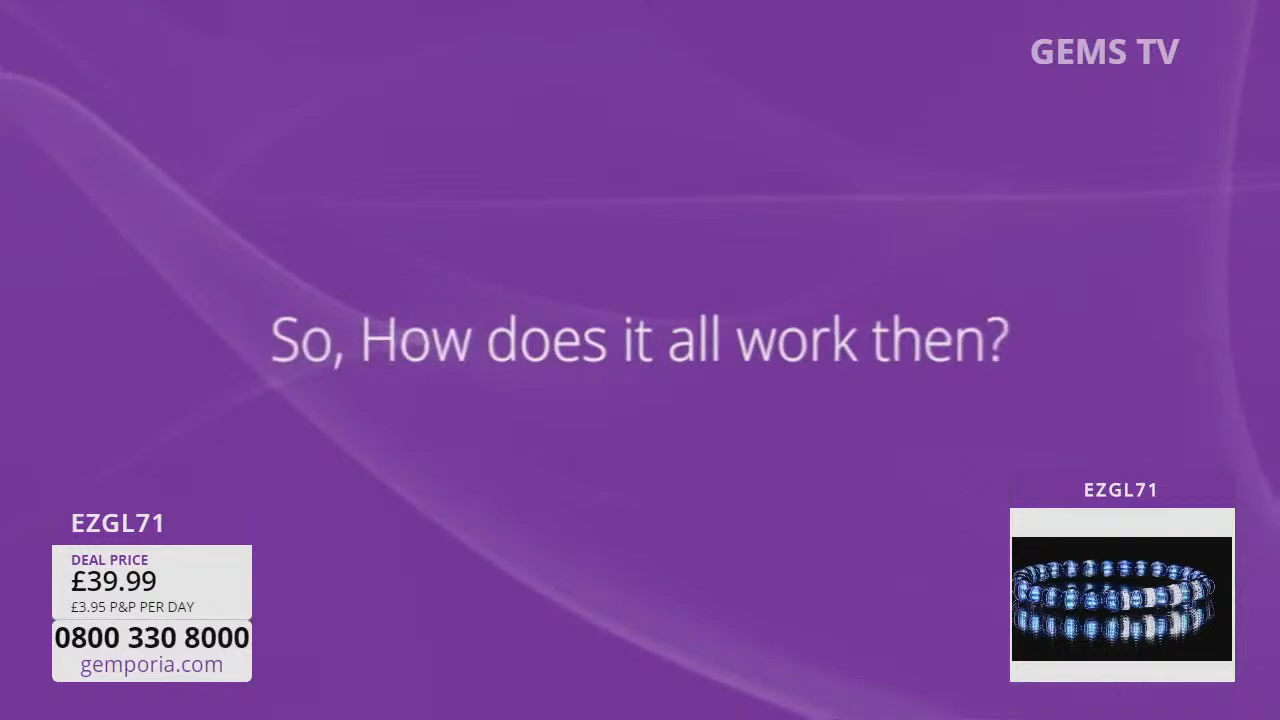 GEMS TV
So, How does it all work then?
EZGL71
DEAL PRICE
£39.99
£3.95 P&P PER DAY
0800 330 8000
gemporia.com
EZGL71